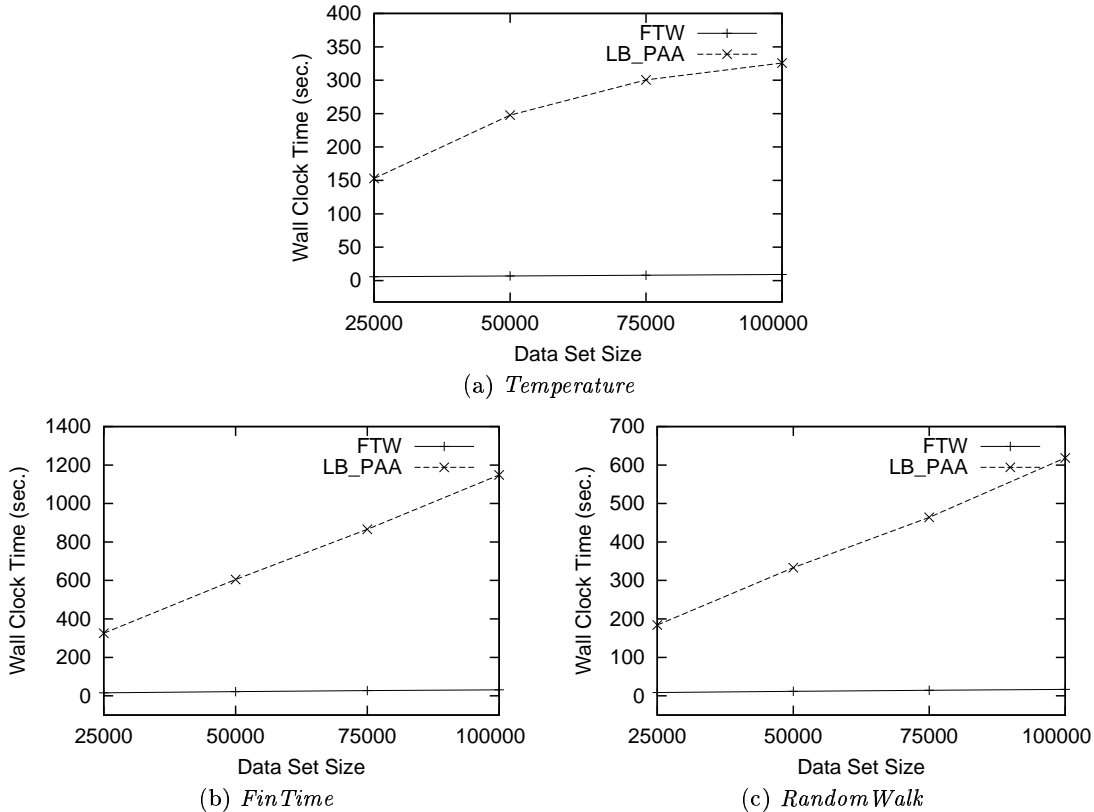 400
350
300
250
200
150
100
50
0
Wall Clock Time (sec.)
FTW
LB_PAA
25000 50000 75000 100000
Data Set Size
(a) Temperature
1400
1200
1000
800
600
400
200
0
Wall Clock Time (sec.)
FTW
LB_PAA
25000 50000 75000 100000
Data Set Size
(b) FinTime
700
600
500
400
300
200
100
0
Wall Clock Time (sec.)
FTW
LB_PAA
25000 50000 75000 100000
Data Set Size
(c) RandomWalk